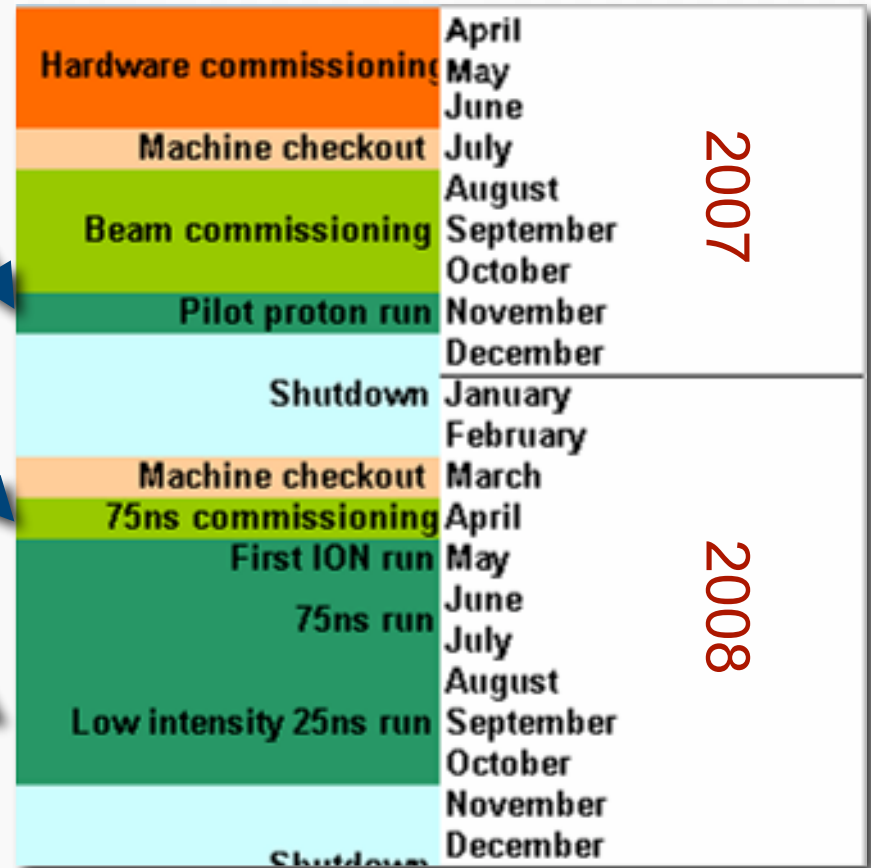 April
Hardware commissioning May
June
Machine checkout July
August
Beam commissioning September
October
Pilot proton run November
December
2007
Shutdown January
February
Machine checkout March
75ns commissioning April
First ION run May
June
75ns run
July
August
Low intensity 25ns run September
October
November
December
Shutdown
2008